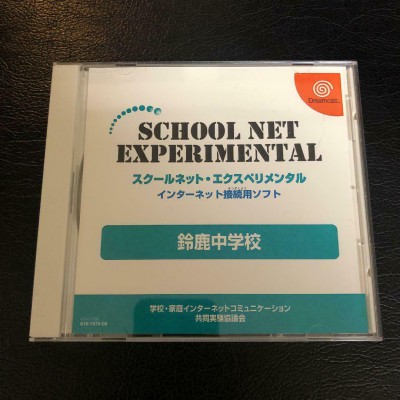 Dreamcast
SCHOOL NET
EXPERIMENTAL
スクールネット・エクスペリメンタル
インターネット接続用ソフト
鈴鹿中学校
学校・家庭インターネットコミュニケーション
共同実験協議会